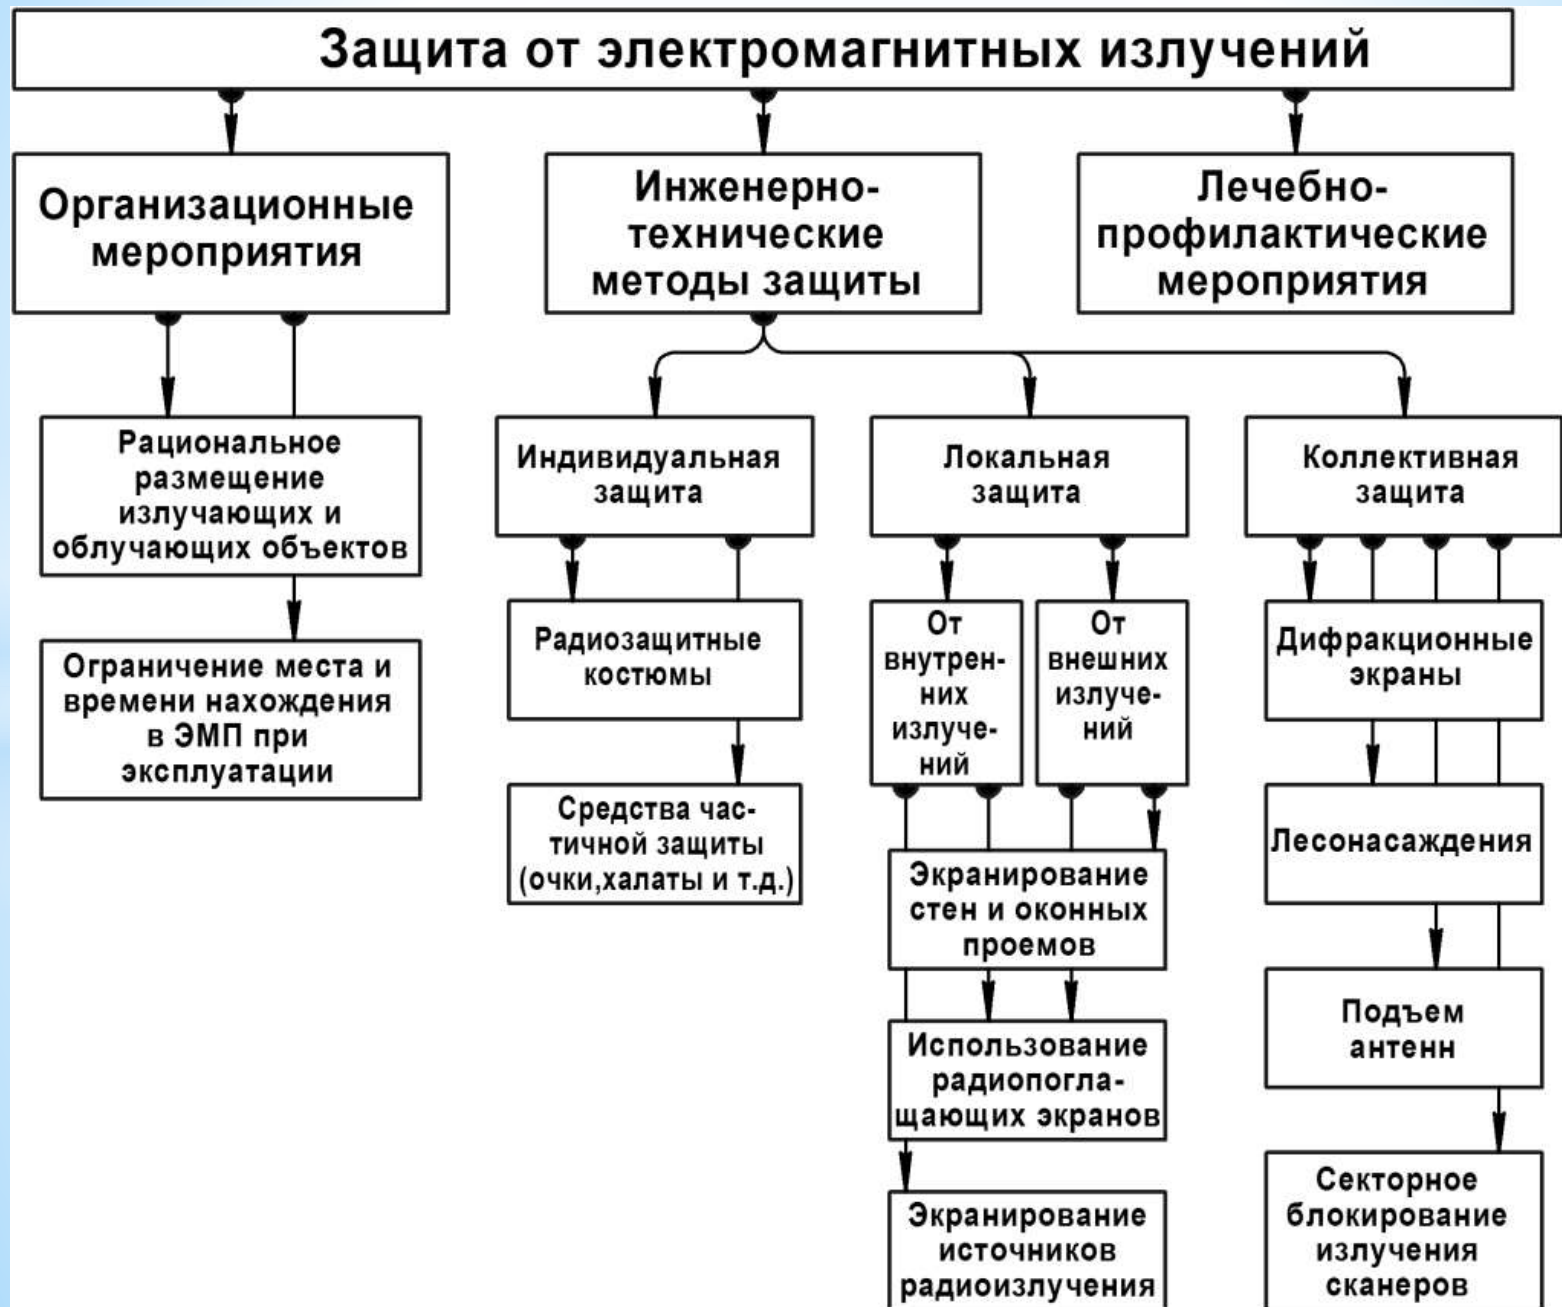 Защита от электромагнитных излучений
Организационные
мероприятия
Инженерно-
технические
методы защиты
Лечебно-
профилактические
мероприятия
Рациональное
размещение
излучающих и
облучающих объектов
Ограничение места и
времени нахождения
в ЭМП при
эксплуатации
Индивидуальная
защита
Радиозащитные
костюмы
Средства час-
тичной защиты
(очки,халаты и т.д.)
Локальная
защита
От
внутрен-
них
излуче-
ний
От
внешних
излуче-
ний
Экранирование
стен и оконных
проемов
Использование
радиопогла-
щающих экранов
Экранирование
источников
радиоизлучения
Коллективная
защита
Дифракционные
экраны
Лесонасаждения
Подъем
антенн
Секторное
блокирование
излучения
сканеров